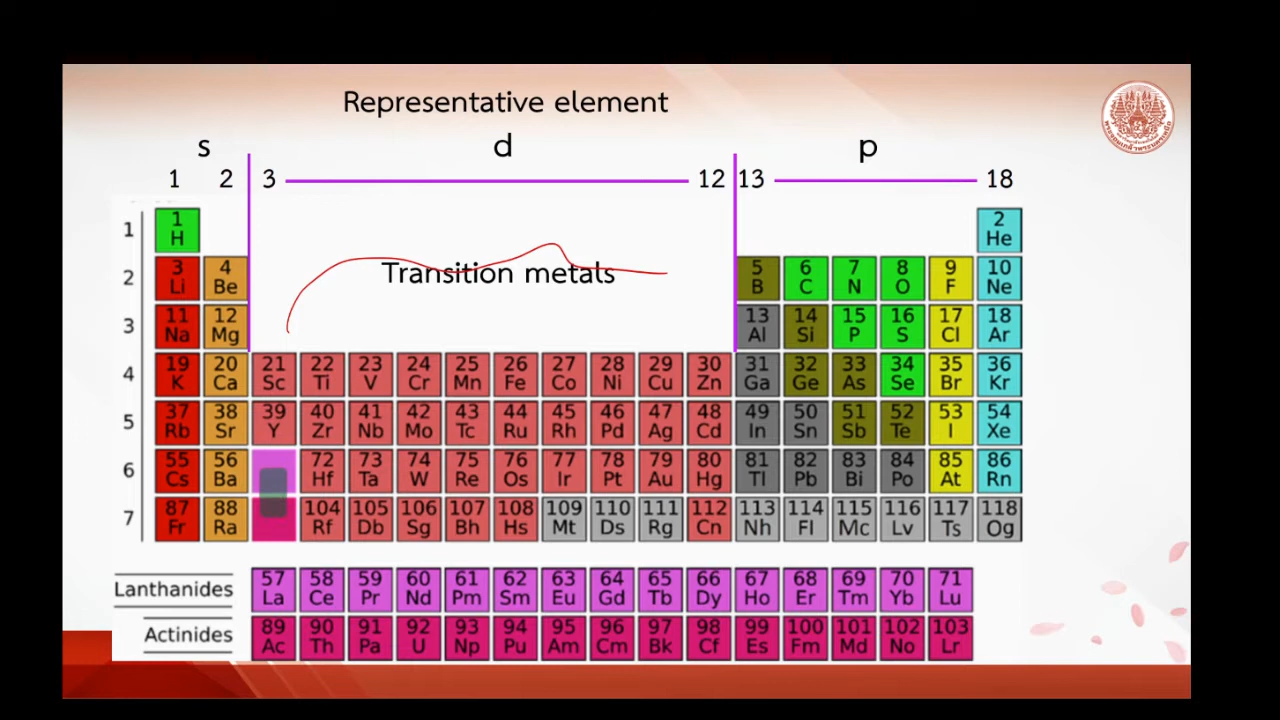 Representative element
s d p
1 2 3 12 13 18
1 1 H 2 He
2 3 Li 4 Be 5 B 6 C 7 N 8 O 9 F 10 Ne
Transition metals
3 11 Na 12 Mg 13 Al 14 Si 15 P 16 S 17 Cl 18 Ar
4 19 K 20 Ca 21 Sc 22 Ti 23 V 24 Cr 25 Mn 26 Fe 27 Co 28 Ni 29 Cu 30 Zn 31 Ga 32 Ge 33 As 34 Se 35 Br 36 Kr
5 37 Rb 38 Sr 39 Y 40 Zr 41 Nb 42 Mo 43 Tc 44 Ru 45 Rh 46 Pd 47 Ag 48 Cd 49 In 50 Sn 51 Sb 52 Te 53 I 54 Xe
6 55 Cs 56 Ba 72 Hf 73 Ta 74 W 75 Re 76 Os 77 Ir 78 Pt 79 Au 80 Hg 81 Tl 82 Pb 83 Bi 84 Po 85 At 86 Rn
7 87 Fr 88 Ra 104 Rf 105 Db 106 Sg 107 Bh 108 Hs 109 Mt 110 Ds 111 Rg 112 Cn 113 Nh 114 Fl 115 Mc 116 Lv 117 Ts 118 Og
Lanthanides 57 La 58 Ce 59 Pr 60 Nd 61 Pm 62 Sm 63 Eu 64 Gd 65 Tb 66 Dy 67 Ho 68 Er 69 Tm 70 Yb 71 Lu
Actinides 89 Ac 90 Th 91 Pa 92 U 93 Np 94 Pu 95 Am 96 Cm 97 Bk 98 Cf 99 Es 100 Fm 101 Md 102 No 103 Lr